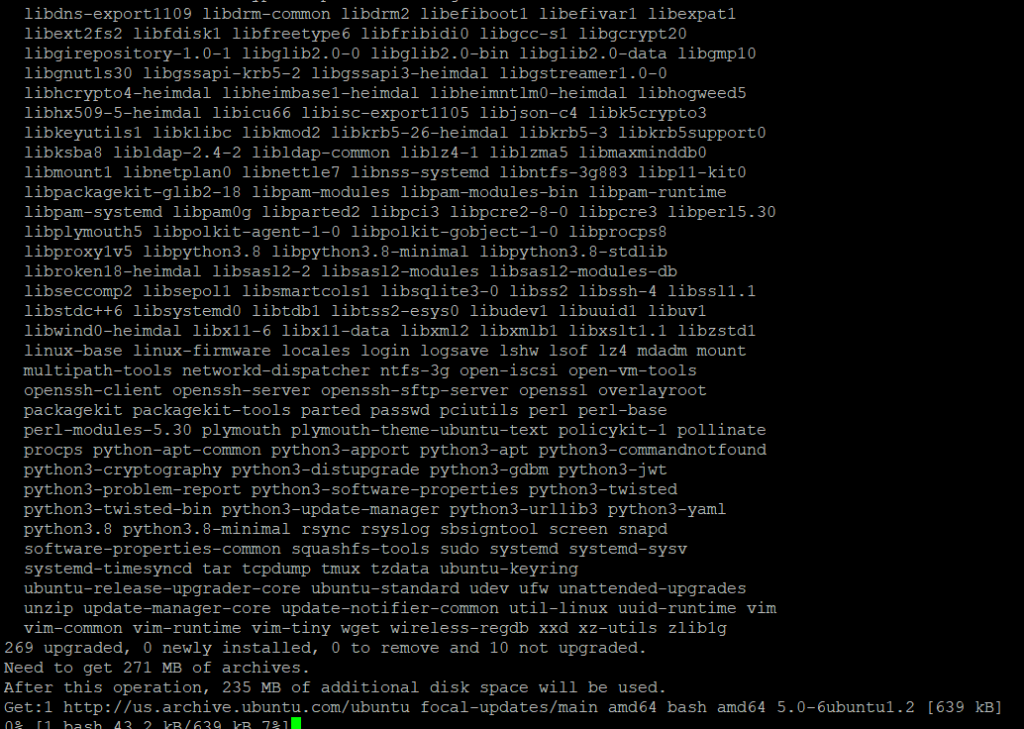 libdns-export1109 libdrm-common libdrm2 libefiboot1 libefivar1 libexpat1
libext2fs2 libfdisk1 libfreetype6 libfribidi0 libgcc-s1 libgcrypt20
libgirepository-1.0-1 libglib2.0-0 libglib2.0-bin libglib2.0-data libgmp10
libgnutls30 libgssapi-krb5-2 libgssapi3-heimdal libgstreamer1.0-0
libhcrypto4-heimdal libheimbase1-heimdal libheimntlm0-heimdal libhogweed5
libhx509-5-heimdal libicu66 libisc-export1105 libjson-c4 libk5crypto3
libkeyutils1 libklibc libkmod2 libkrb5-26-heimdal libkrb5-3 libkrb5support0
libksba8 libldap-2.4-2 libldap-common liblz4-1 liblzma5 libmaxminddb0
libmount1 libnetplan0 libnettle7 libnss-systemd libntfs-3g883 libp11-kit0
libpackagekit-glib2-18 libpam-modules libpam-modules-bin libpam-runtime
libpam-systemd libpam0g libparted2 libpci3 libpcre2-8-0 libpcre3 libperl5.30
libplymouth5 libpolkit-agent-1-0 libpolkit-gobject-1-0 libprocps8
libproxy1v5 libpython3.8 libpython3.8-minimal libpython3.8-stdlib
libroken18-heimdal libsasl2-2 libsasl2-modules libsasl2-modules-db
libseccomp2 libsepol1 libsmartcols1 libsqlite3-0 libss2 libssh-4 libssl1.1
libstdc++6 libsystemd0 libtdb1 libtss2-esys0 libudev1 libuuid1 libuv1
libwind0-heimdal libx11-6 libx11-data libxml2 libxmlb1 libxslt1.1 libzstd1
linux-base linux-firmware locales login logsave lshw lsof lz4 mdadm mount
multipath-tools networkd-dispatcher ntfs-3g open-iscsi open-vm-tools
openssh-client openssh-server openssh-sftp-server openssl overlayroot
packagekit packagekit-tools parted passwd pciutils perl perl-base
perl-modules-5.30 plymouth plymouth-theme-ubuntu-text policykit-1 pollinate
procps python-apt-common python3-apport python3-apt python3-commandnotfound
python3-cryptography python3-distupgrade python3-gdbm python3-jwt
python3-problem-report python3-software-properties python3-twisted
python3-twisted-bin python3-update-manager python3-urllib3 python3-yaml
python3.8 python3.8-minimal rsync rsyslog sbsigntool screen snapd
software-properties-common squashfs-tools sudo systemd systemd-sysv
systemd-timesyncd tar tcpdump tmux tzdata ubuntu-keyring
ubuntu-release-upgrader-core ubuntu-standard udev ufw unattended-upgrades
unzip update-manager-core update-notifier-common util-linux uuid-runtime vim
vim-common vim-runtime vim-tiny wget wireless-regdb xxd xz-utils zlib1g
269 upgraded, 0 newly installed, 0 to remove and 10 not upgraded.
Need to get 271 MB of archives.
After this operation, 235 MB of additional disk space will be used.
Get:1 http://us.archive.ubuntu.com/ubuntu focal-updates/main amd64 bash amd64 5.0-6ubuntu1.2 [639 kB]
0% [1 bash 43.2 kB/639 kB 7%]